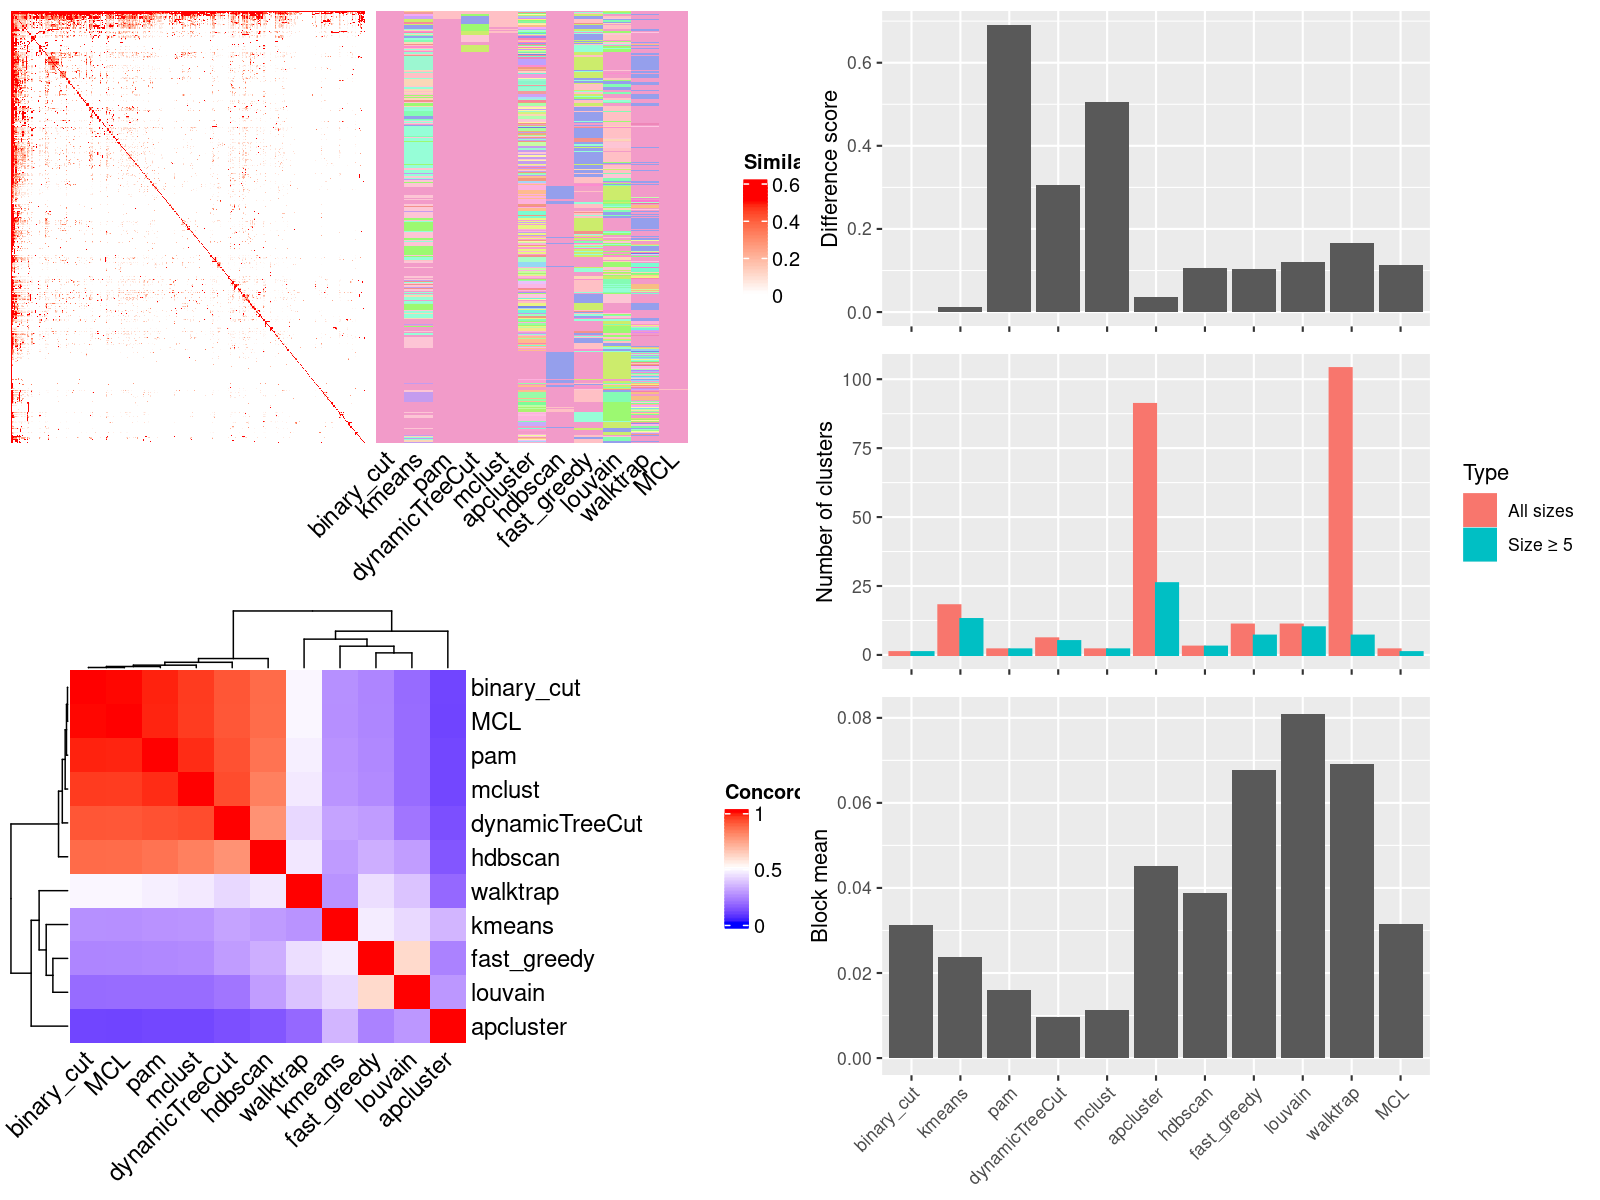 Simila
0.6
0.4
0.2
0
binary_cut
kmeans
pam
dynamicTreeCut
mclust
apcluster
hdbscan
fast_greedy
louvain
walktrap
MCL
binary_cut
MCL
pam
mclust
dynamicTreeCut
hdbscan
walktrap
kmeans
fast_greedy
louvain
apcluster
Concord
1
0.5
0
binary_cut
MCL
pam
mclust
dynamicTreeCut
hdbscan
walktrap
kmeans
fast_greedy
louvain
apcluster
Difference score
0.6
0.4
0.2
0.0
Number of clusters
100
75
50
25
0
Type
All sizes
Size ≥ 5
Block mean
0.08
0.06
0.04
0.02
0.00
binary_cut
kmeans
pam
dynamicTreeCut
mclust
apcluster
hdbscan
fast_greedy
louvain
walktrap
MCL